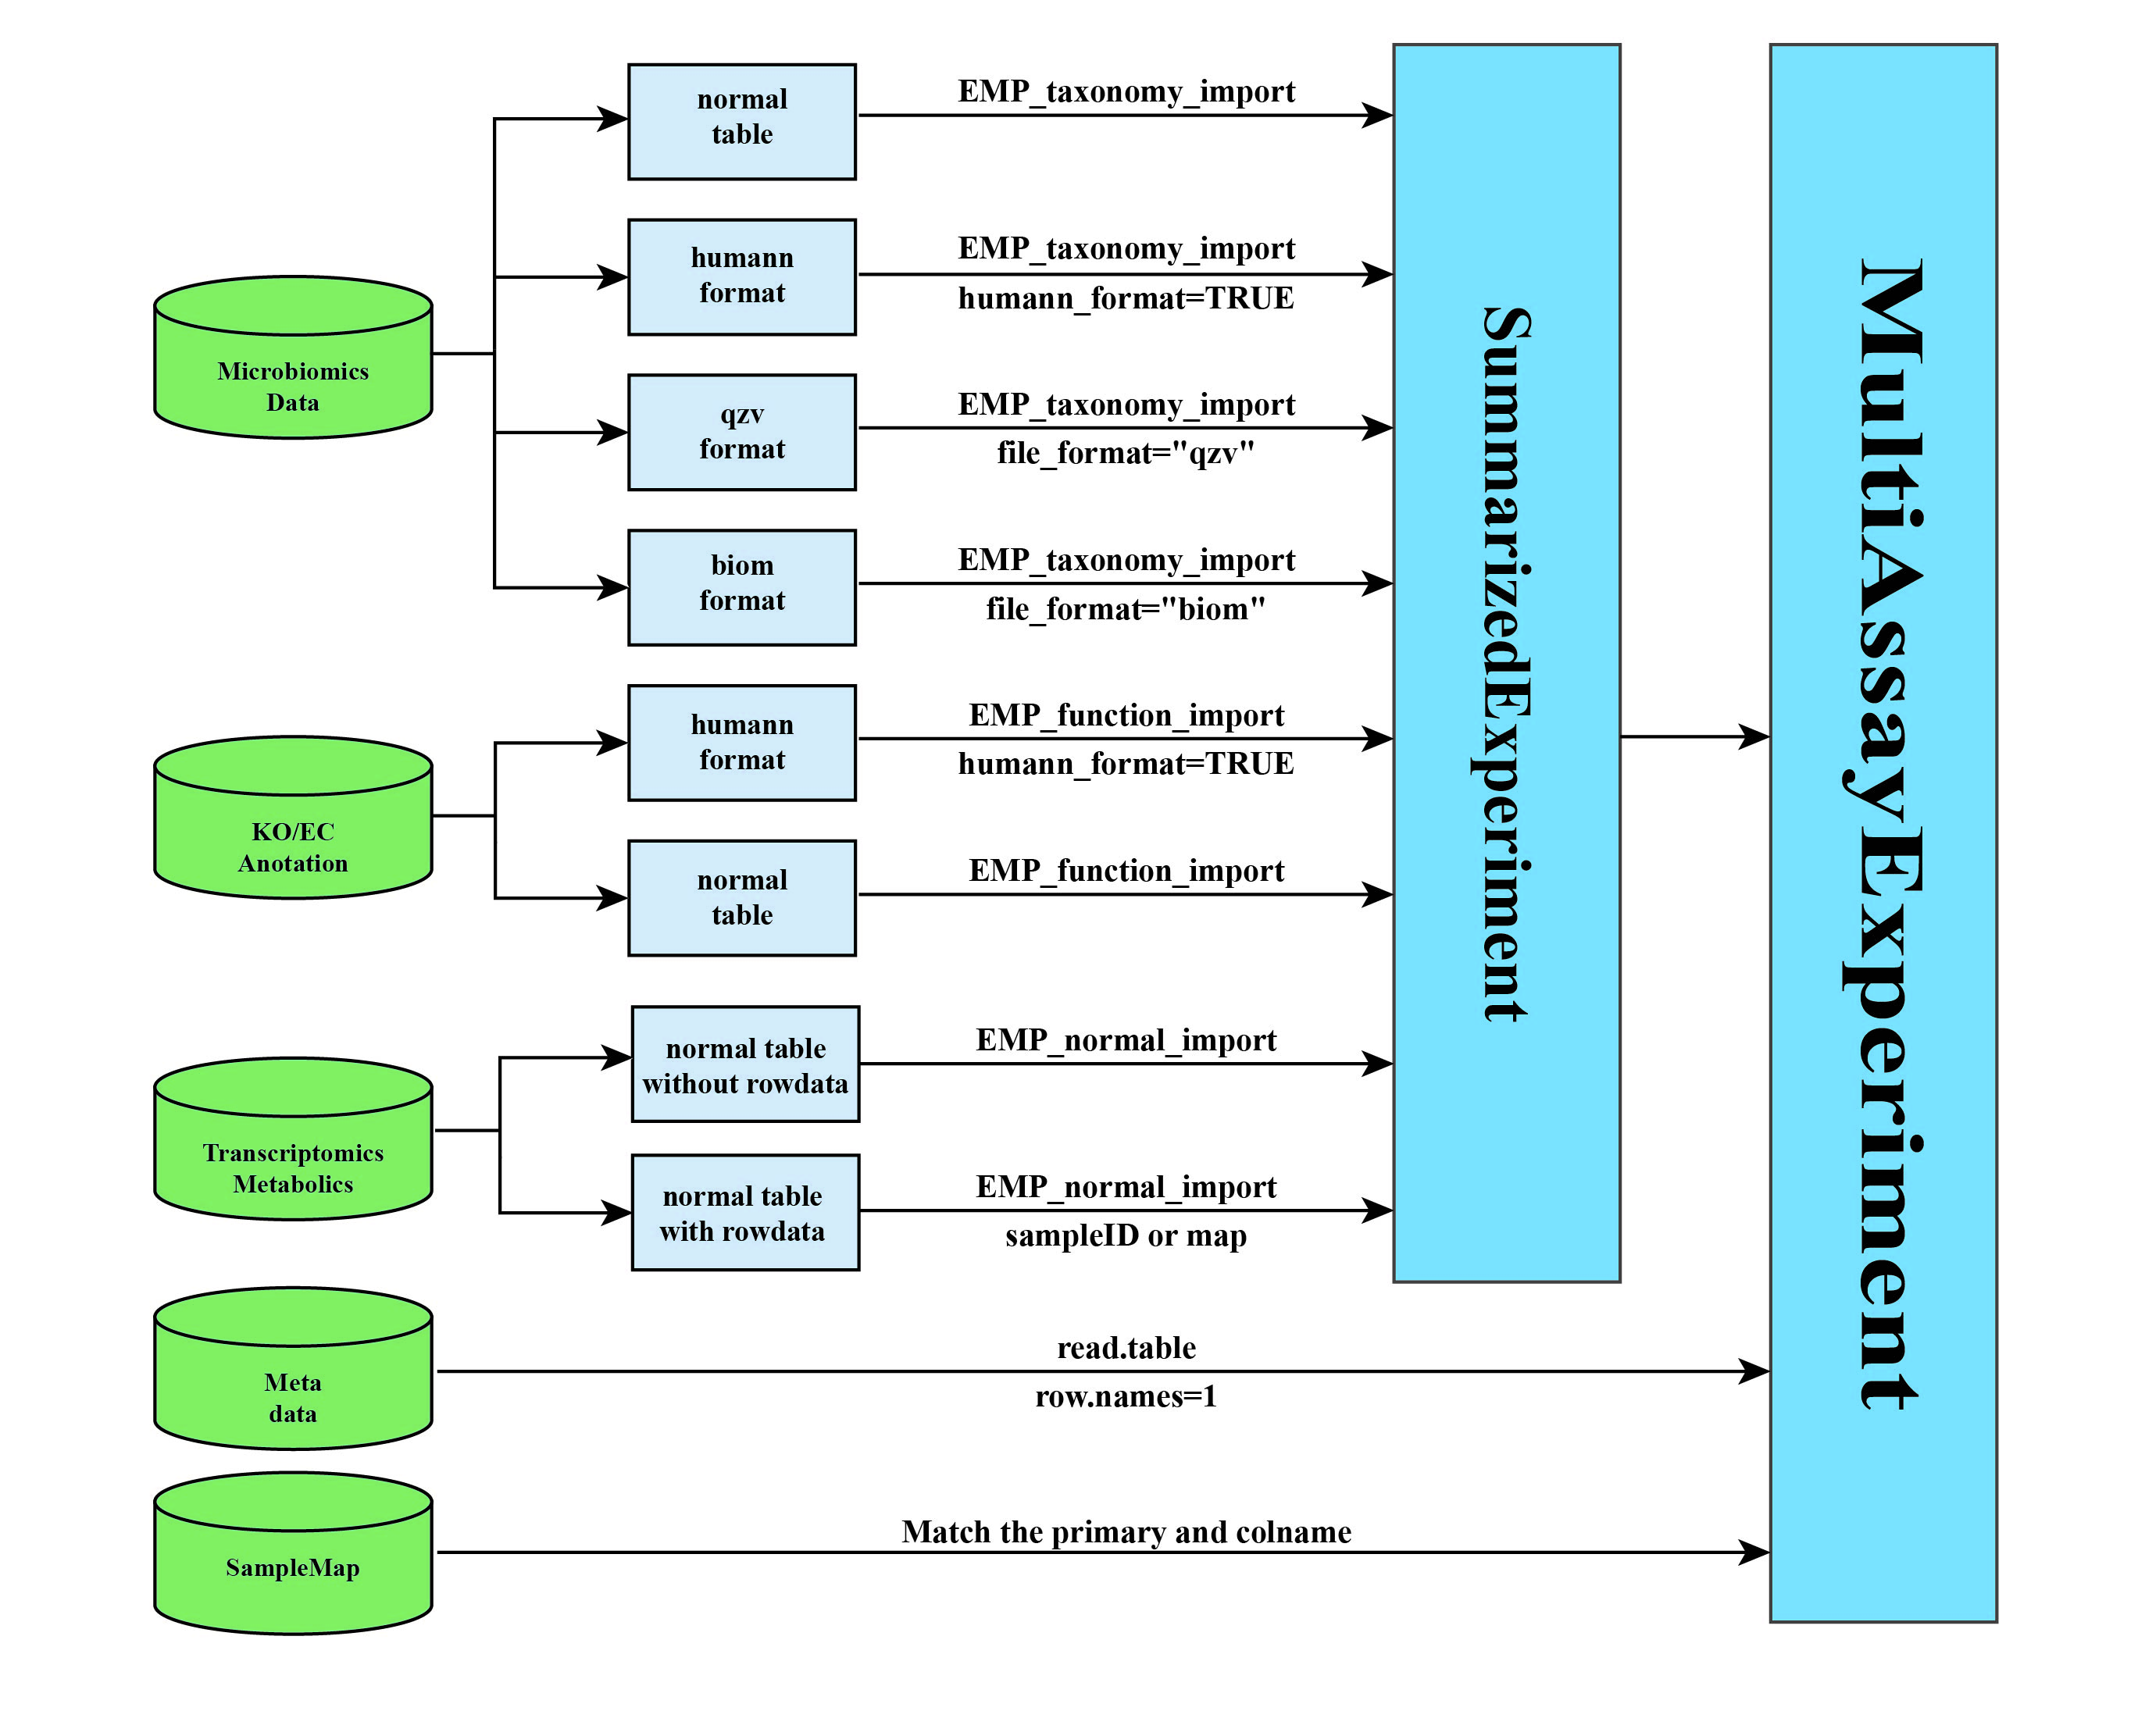 normal
table
EMP_taxonomy_import
humann
format
EMP_taxonomy_import
humann_format=TRUE
Microbiomics
Data
qzv
format
EMP_taxonomy_import
file_format="qzv"
biom
format
EMP_taxonomy_import
file_format="biom"
KO/EC
Anotation
humann
format
EMP_function_import
humann_format=TRUE
normal
table
EMP_function_import
Transcriptomics
Metabolics
normal table
without rowdata
EMP_normal_import
normal table
with rowdata
EMP_normal_import
sampleID or map
SummarizedExperiment
Meta
data
read.table
row.names=1
SampleMap
Match the primary and colname
MultiAssayExperiment